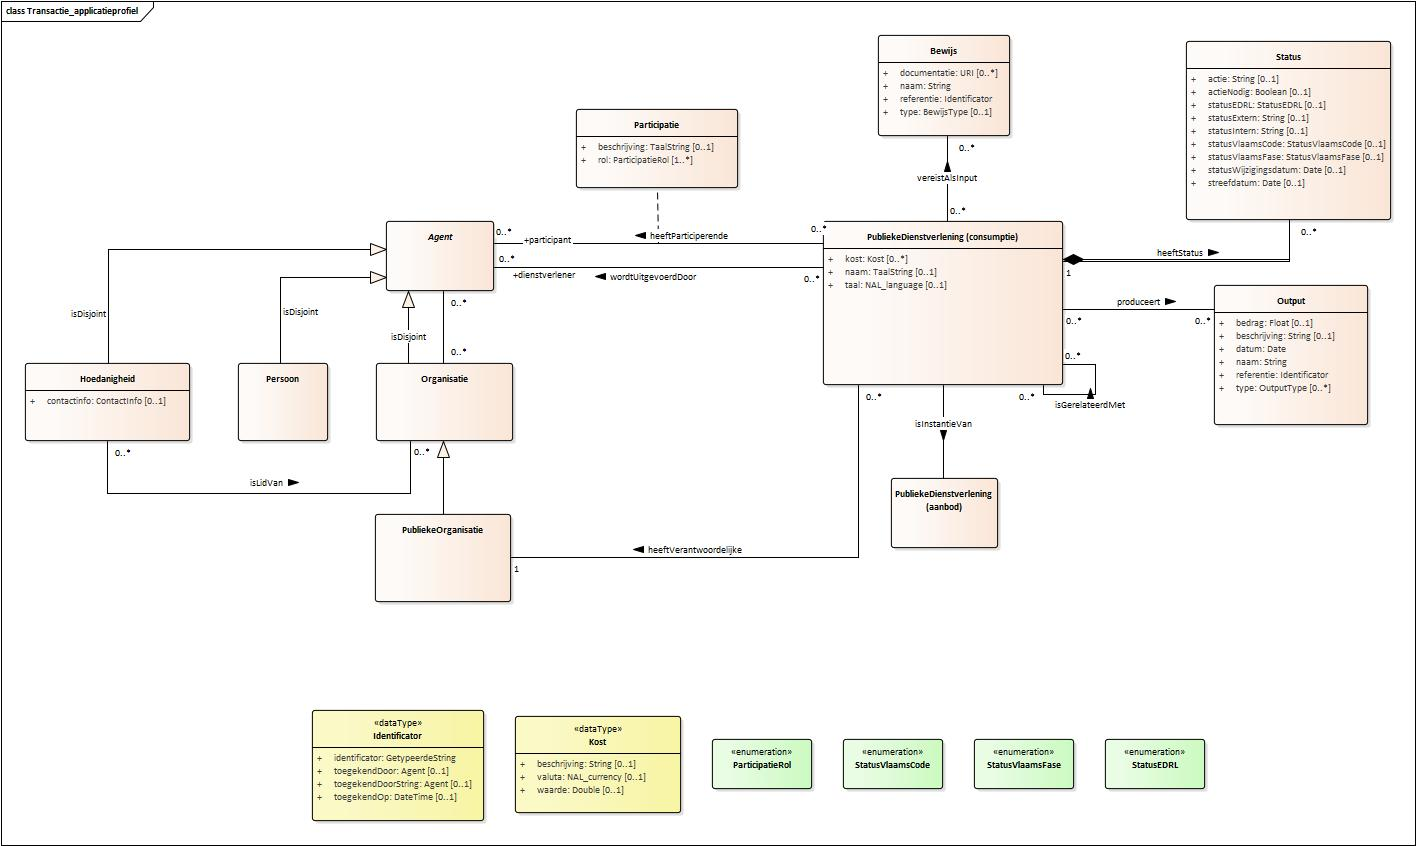 class Transactie_applicatieprofiel
Bewijs
+ documentatie: URI [0..*]
+ naam: String
+ referentie: Identificator
+ type: BewijsType [0..1]
Status
+ actie: String [0..1]
+ actieNodig: Boolean [0..1]
+ statusEDRL: StatusEDRL [0..1]
+ statusExtern: String [0..1]
+ statusIntern: String [0..1]
+ statusVlaamsCode: StatusVlaamsCode [0..1]
+ statusVlaamsFase: StatusVlaamsFase [0..1]
+ statusWijzigingsdatum: Date [0..1]
+ streefdatum: Date [0..1]
Participatie
+ beschrijving: TaalString [0..1]
+ rol: ParticipatieRol [1..*]
0..*
vereistAlsInput
0..*
Agent
0..*
+participant
heeftParticiperende
0..*
0..*
+dienstverlener
wordtUitgevoerdDoor
0..*
PubliekeDienstverlening (consumptie)
+ kost: Kost [0..*]
+ naam: TaalString [0..1]
+ taal: NAL_language [0..1]
0..*
heeftStatus
1
produceert
0..*
0..*
Output
+ bedrag: Float [0..1]
+ beschrijving: String [0..1]
+ datum: Date
+ naam: String
+ referentie: Identificator
+ type: OutputType [0..*]
0..*
0..*
isGerelateerdMet
isDisjoint
isDisjoint
isDisjoint
0..*
0..*
Hoedanigheid
+ contactinfo: ContactInfo [0..1]
Persoon
Organisatie
0..*
isLidVan
0..*
0..*
isInstantieVan
PubliekeDienstverlening
(aanbod)
PubliekeOrganisatie
heeftVerantwoordelijke
1
«dataType»
Identificator
+ identificator: GetypeerdeString
+ toegekendDoor: Agent [0..1]
+ toegekendDoorString: Agent [0..1]
+ toegekendOp: DateTime [0..1]
«dataType»
Kost
+ beschrijving: String [0..1]
+ valuta: NAL_currency [0..1]
+ waarde: Double [0..1]
«enumeration»
ParticipatieRol
«enumeration»
StatusVlaamsCode
«enumeration»
StatusVlaamsFase
«enumeration»
StatusEDRL